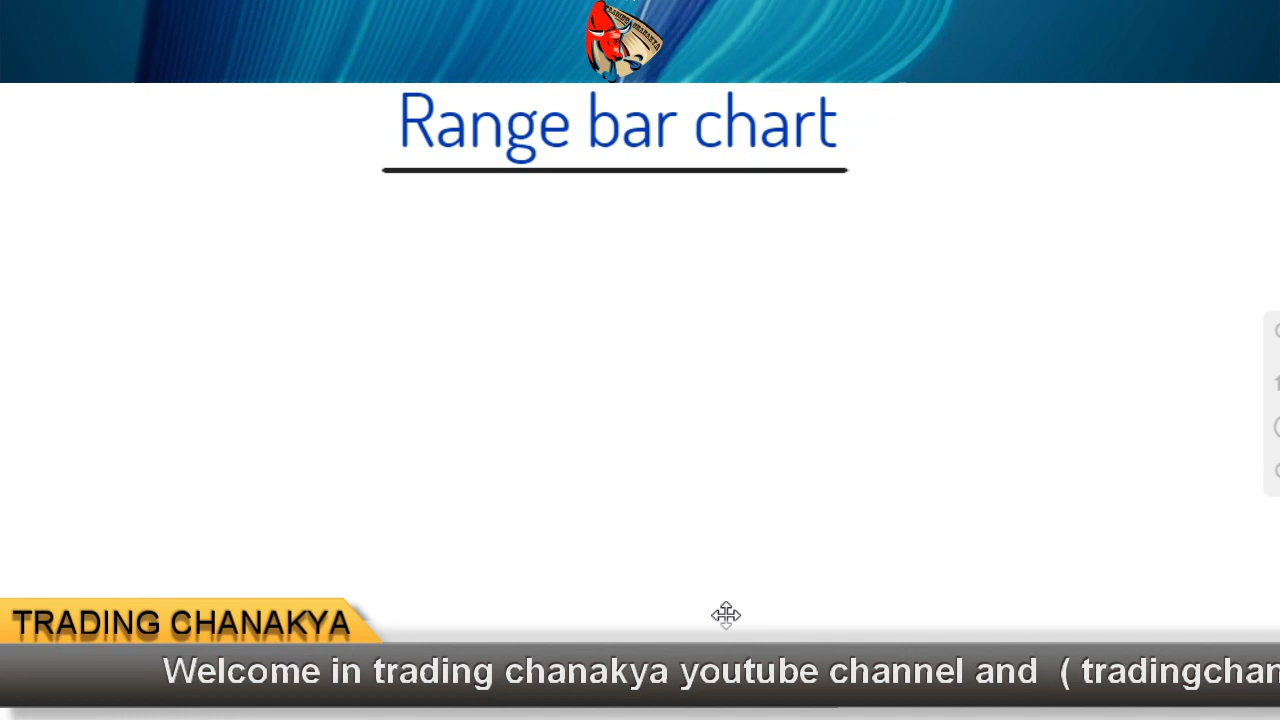 Range bar chart
TRADING CHANAKYA
Welcome in trading chanakya youtube channel and ( tradingchan